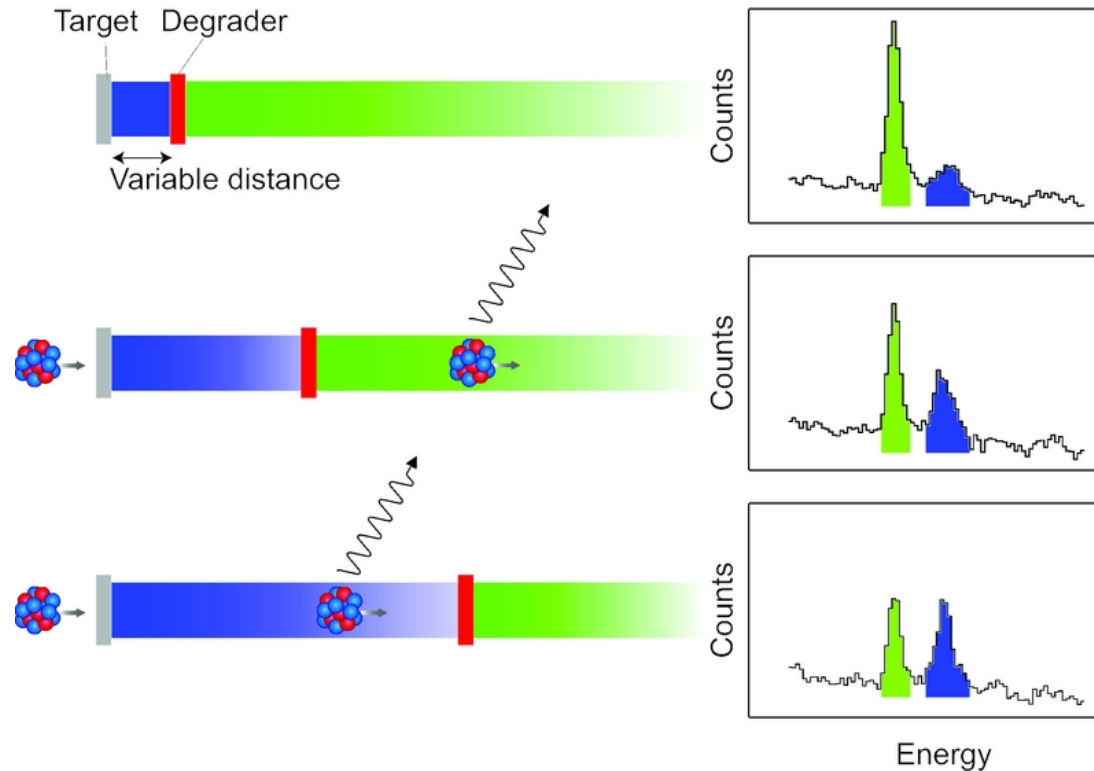 Target
Degrader
Variable distance
Counts
Counts
Counts
Energy